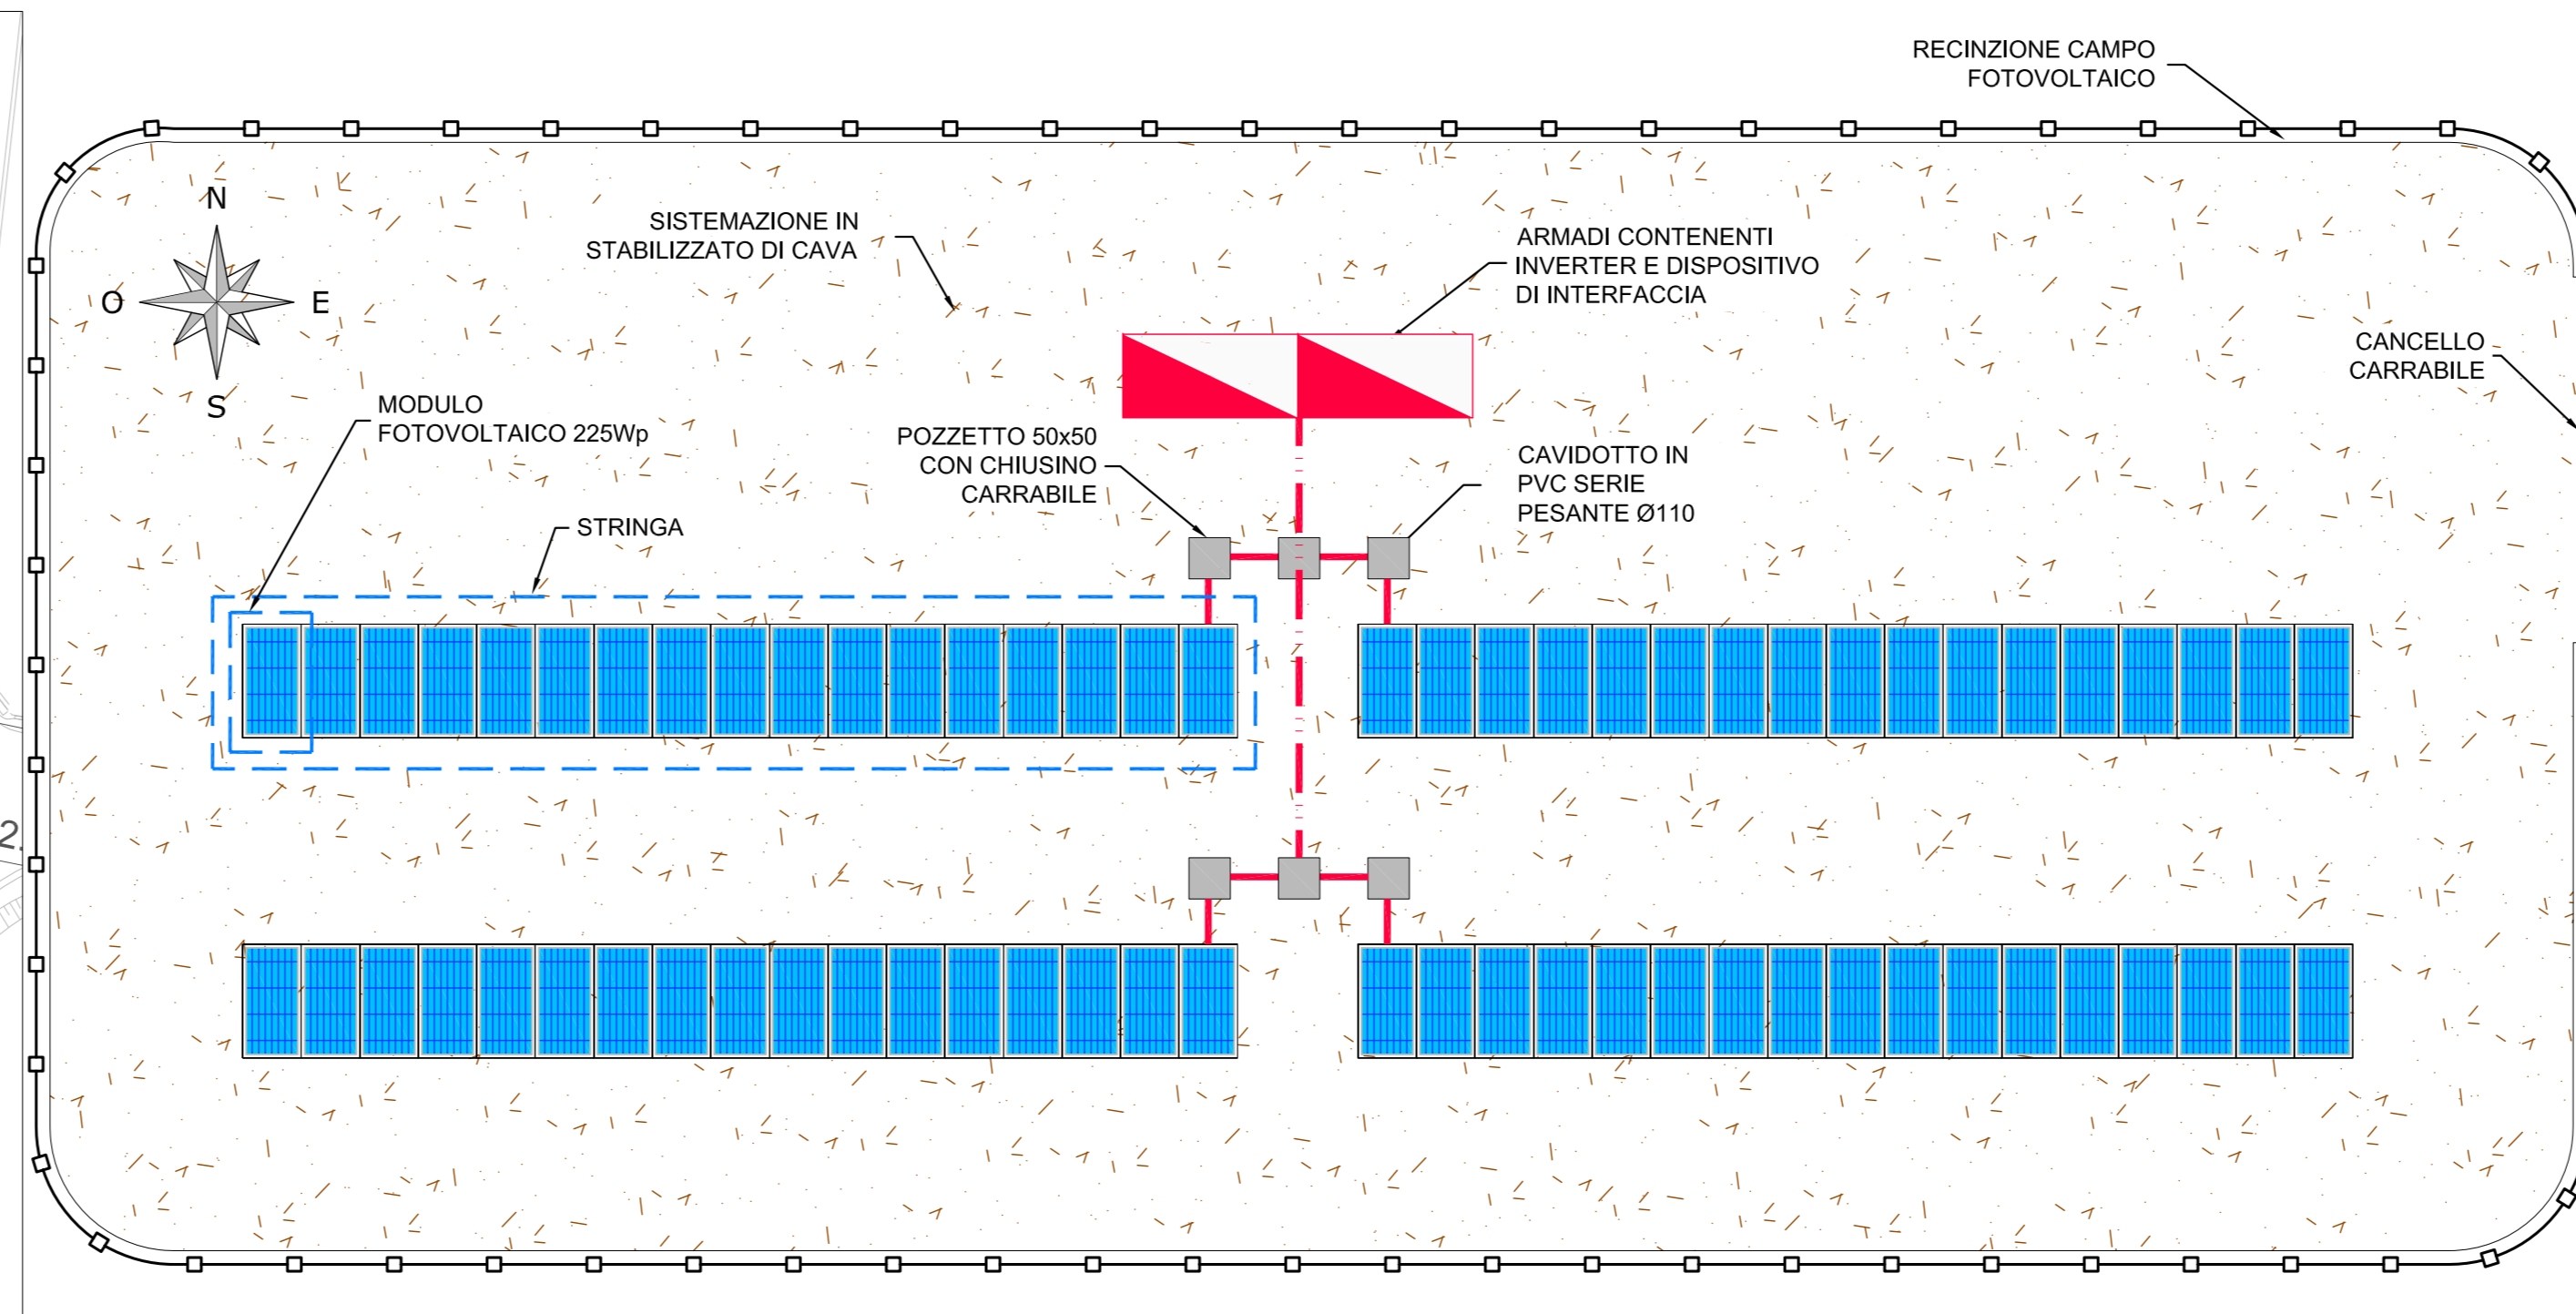 RECINZIONE CAMPO
FOTOVOLTAICO
N
SISTEMAZIONE IN
STABILIZZATO DI CAVA
ARMADI CONTENENTI
INVERTER E DISPOSITIVO
DI INTERFACCIA
O
E
CANCELLO
CARRABILE
S
MODULO
FOTOVOLTAICO 225Wp
POZZETTO 50x50
CON CHIUSINO
CARRABILE
CAVIDOTTO IN
PVC SERIE
PESANTE Ø110
STRINGA